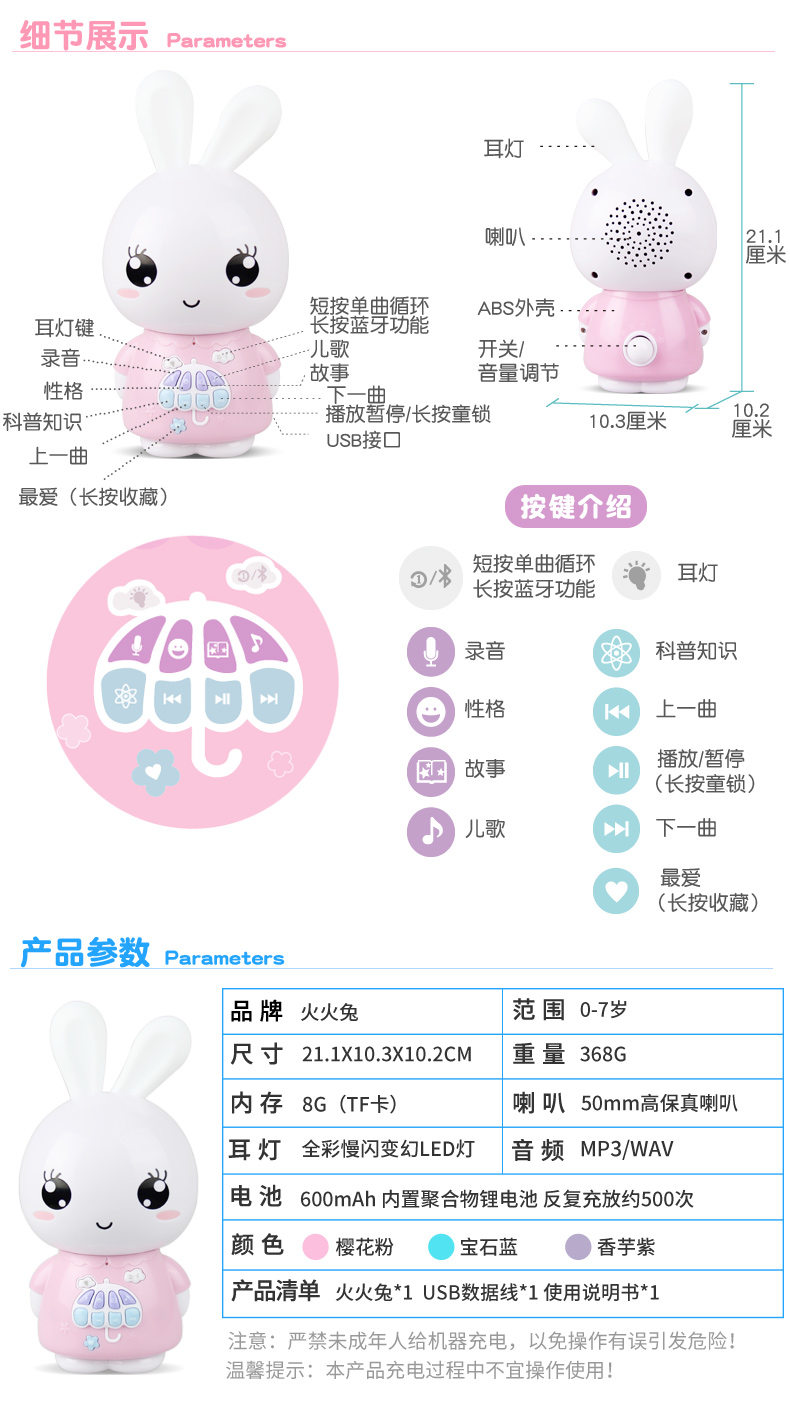 细节展示 Parameters
耳灯
喇叭
21.1
厘米
ABS外壳
开关/
音量调节
10.3厘米
10.2
厘米
短按单曲循环
长按蓝牙功能
耳灯键
儿歌
录音
故事
性格
下一曲
科普知识
播放暂停/长按童锁
上一曲
USB接口
最爱（长按收藏）
按键介绍
短按单曲循环
长按蓝牙功能
耳灯
录音
科普知识
性格
上一曲
故事
播放/暂停
（长按童锁）
儿歌
下一曲
最爱
（长按收藏）
产品参数 Parameters
品牌 火火兔 范围 0-7岁
尺寸 21.1X10.3X10.2CM 重量 368G
内存 8G（TF卡） 喇叭 50mm高保真喇叭
耳灯 全彩慢闪变幻LED灯 音频 MP3/WAV
电池 600mAh 内置聚合物锂电池 反复充放约500次
颜色 樱花粉 宝石蓝 香芋紫
产品清单 火火兔*1 USB数据线*1 使用说明书*1
注意：严禁未成年人给机器充电，以免操作有误引发危险！
温馨提示：本产品充电过程中不宜操作使用！